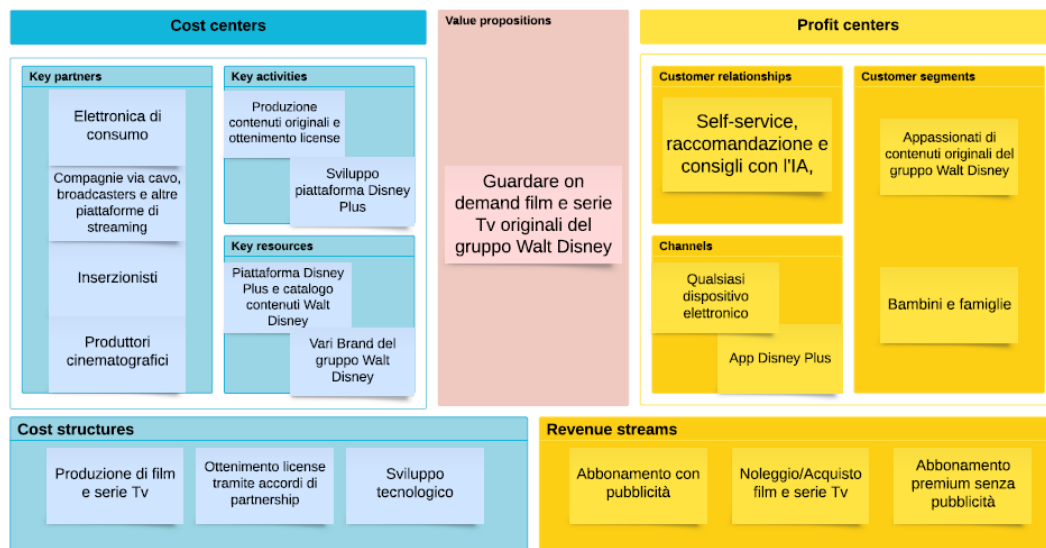 Cost centers
Key partners
Elettronica di
consumo
Compagnie via cavo,
broadcasters e altre
piattaforme di
streaming
Inserzionisti
Produttori
cinematografici
Key activities
Produzione
contenuti originali e
ottenimento license
Sviluppo
piattaforma Disney
Plus
Key resources
Piattaforma Disney
Plus e catalogo
contenuti Walt
Disney
Vari Brand del
gruppo Walt
Disney
Value propositions
Guardare on
demand film e serie
Tv originali del
gruppo Walt Disney
Profit centers
Customer relationships
Self-service,
raccomandazione e
consigli con l'IA,
Channels
Qualsiasi
dispositivo
elettronico
App Disney Plus
Customer segments
Appassionati di
contenuti originali del
gruppo Walt Disney
Bambini e famiglie
Cost structures
Produzione di film
e serie Tv
Ottenimento license
tramite accordi di
partnership
Sviluppo
tecnologico
Revenue streams
Abbonamento con
pubblicità
Noleggio/Acquisto
film e serie Tv
Abbonamento
premium senza
pubblicità